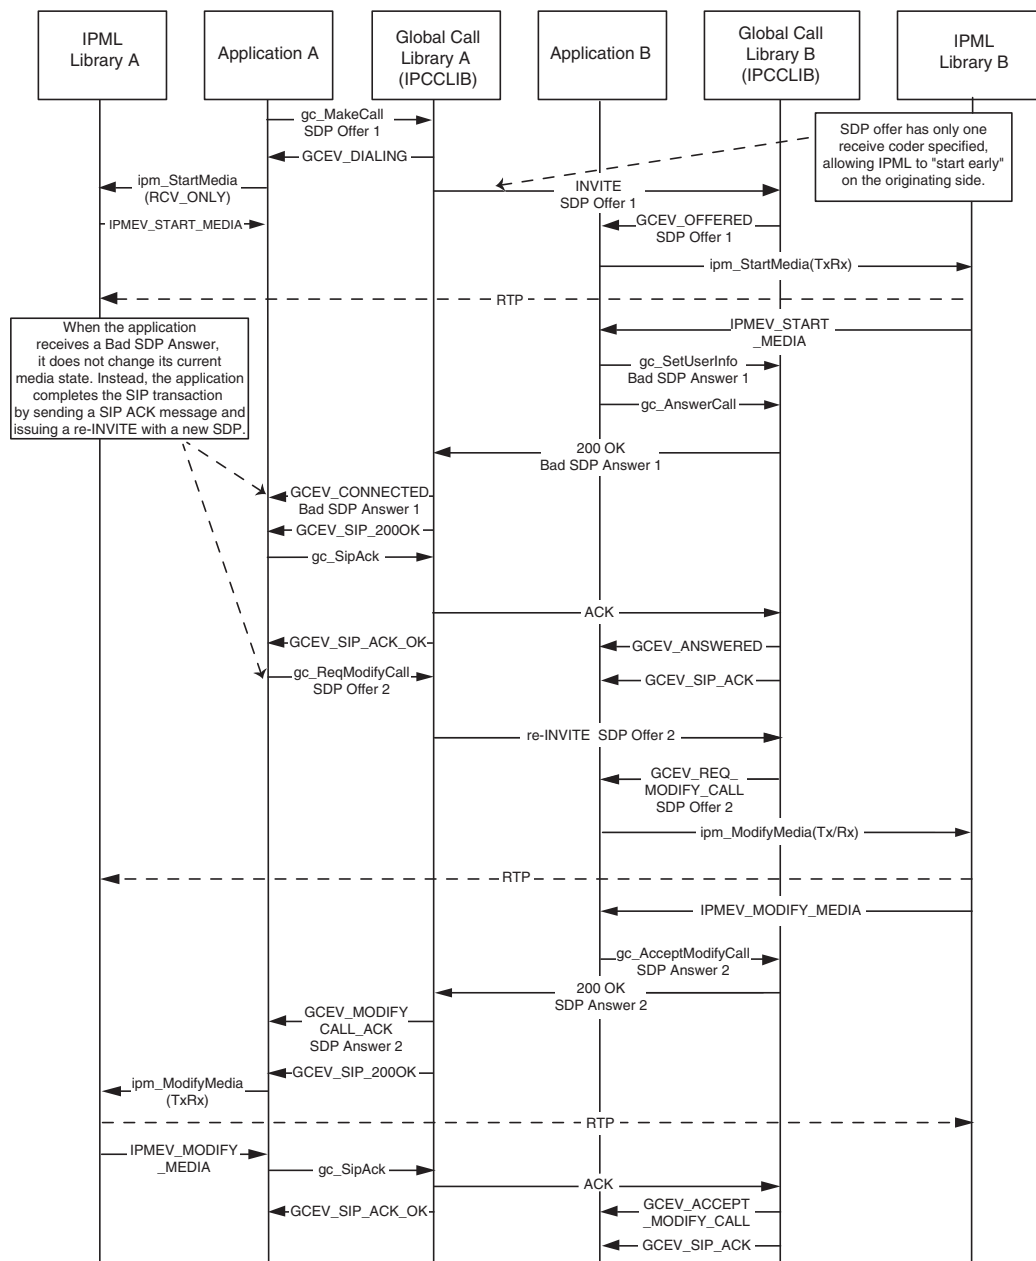 IPML
Library A
Application A
Global Call
Library A
(IPCCLIB)
Application B
Global Call
Library B
(IPCCLIB)
IPML
Library B
gc_MakeCall
SDP Offer 1
SDP offer has only one
receive coder specified,
allowing IPML to "start early"
on the originating side.
GCEV_DIALING
ipm_StartMedia
(RCV_ONLY)
INVITE
SDP Offer 1
IPMEV_START_MEDIA
GCEV_OFFERED
SDP Offer 1
ipm_StartMedia(TxRx)
RTP
When the application
receives a Bad SDP Answer,
it does not change its current
media state. Instead, the application
completes the SIP transaction
by sending a SIP ACK message and
issuing a re-INVITE with a new SDP.
IPMEV_START
_MEDIA
gc_SetUserInfo
Bad SDP Answer 1
gc_AnswerCall
200 OK
Bad SDP Answer 1
GCEV_CONNECTED
Bad SDP Answer 1
GCEV_SIP_200OK
gc_SipAck
ACK
GCEV_SIP_ACK_OK
GCEV_ANSWERED
gc_ReqModifyCall
SDP Offer 2
GCEV_SIP_ACK
re-INVITE SDP Offer 2
GCEV_REQ_
MODIFY_CALL
SDP Offer 2
ipm_ModifyMedia(Tx/Rx)
RTP
IPMEV_MODIFY_MEDIA
gc_AcceptModifyCall
SDP Answer 2
200 OK
SDP Answer 2
GCEV_MODIFY
CALL_ACK
SDP Answer 2
GCEV_SIP_200OK
ipm_ModifyMedia
(TxRx)
RTP
IPMEV_MODIFY
_MEDIA
gc_SipAck
ACK
GCEV_SIP_ACK_OK
GCEV_ACCEPT
_MODIFY_CALL
GCEV_SIP_ACK